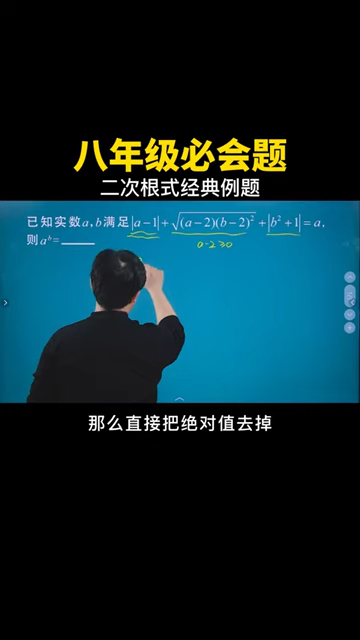 八年级必会题
二次根式经典例题
已知实数a,b满足|a-1|+√(a-2)(b-2)²+|b²+1|=a,
a-2≥0
则aᵇ=____
那么直接把绝对值去掉